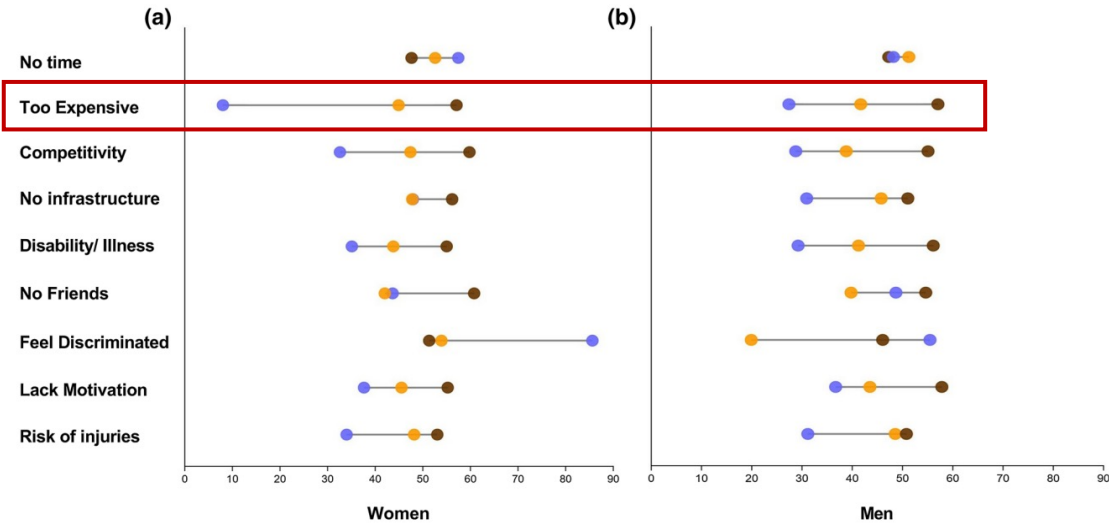 (a) (b)
No time
Too Expensive
Competitivity
No infrastructure
Disability/ Illness
No Friends
Feel Discriminated
Lack Motivation
Risk of injuries
0 10 20 30 40 50 60 70 80 90 0 10 20 30 40 50 60 70 80 90
Women Men